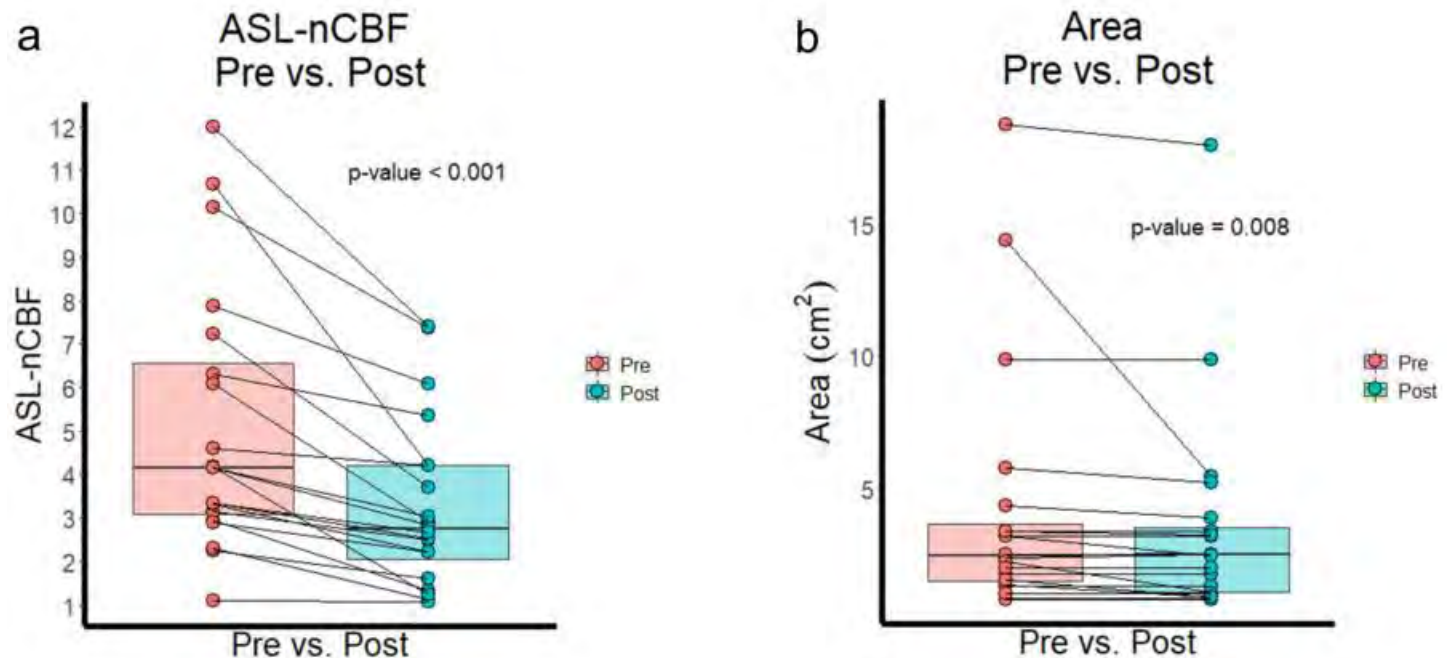 a
ASL-nCBF
Pre vs. Post
12
11
10
9
8
7
6
5
4
3
2
1
ASL-nCBF
p-value < 0.001
Pre
Post
Pre vs. Post
b
Area
Pre vs. Post
15
10
5
Area (cm²)
p-value = 0.008
Pre
Post
Pre vs. Post